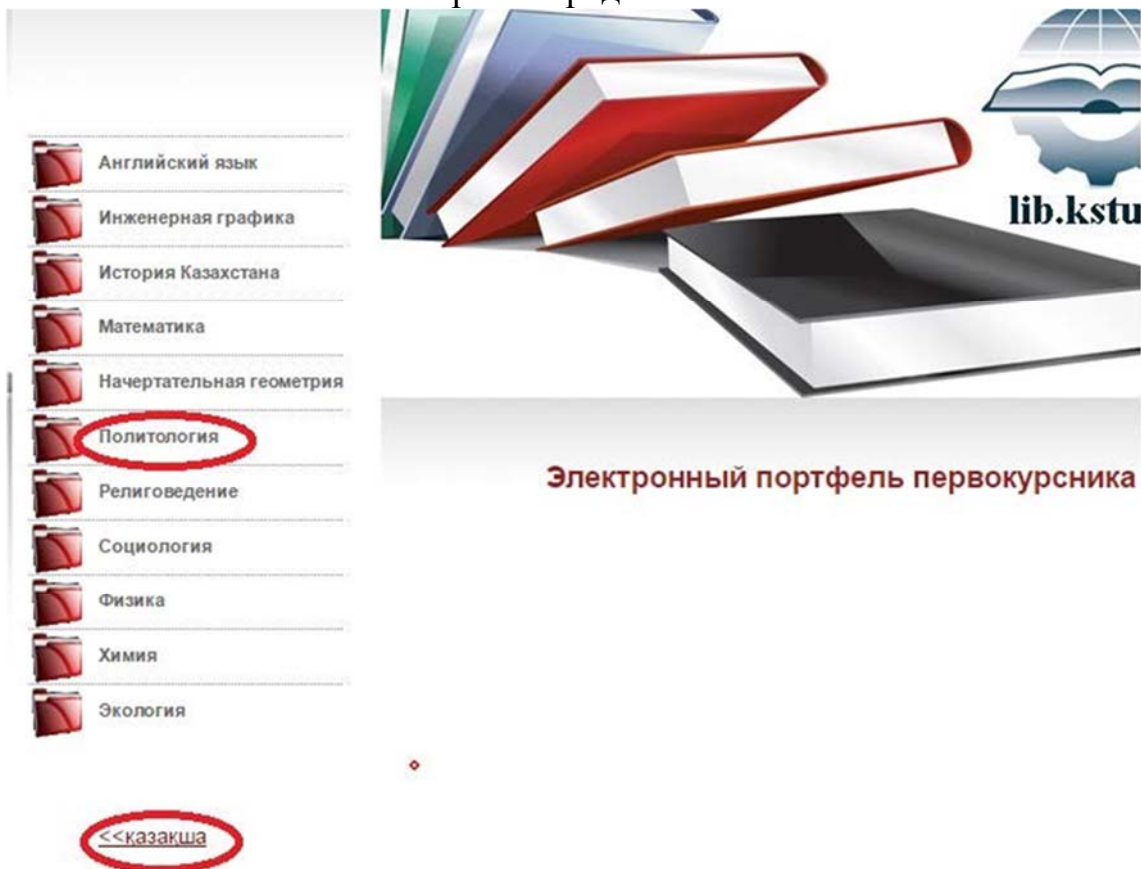 Английский язык
Инженерная графика
История Казахстана
Математика
Начертательная геометрия
Политология
Религоведение
Социология
Физика
Химия
Экология
<<қазақша
lib.kstu
Электронный портфель первокурсника